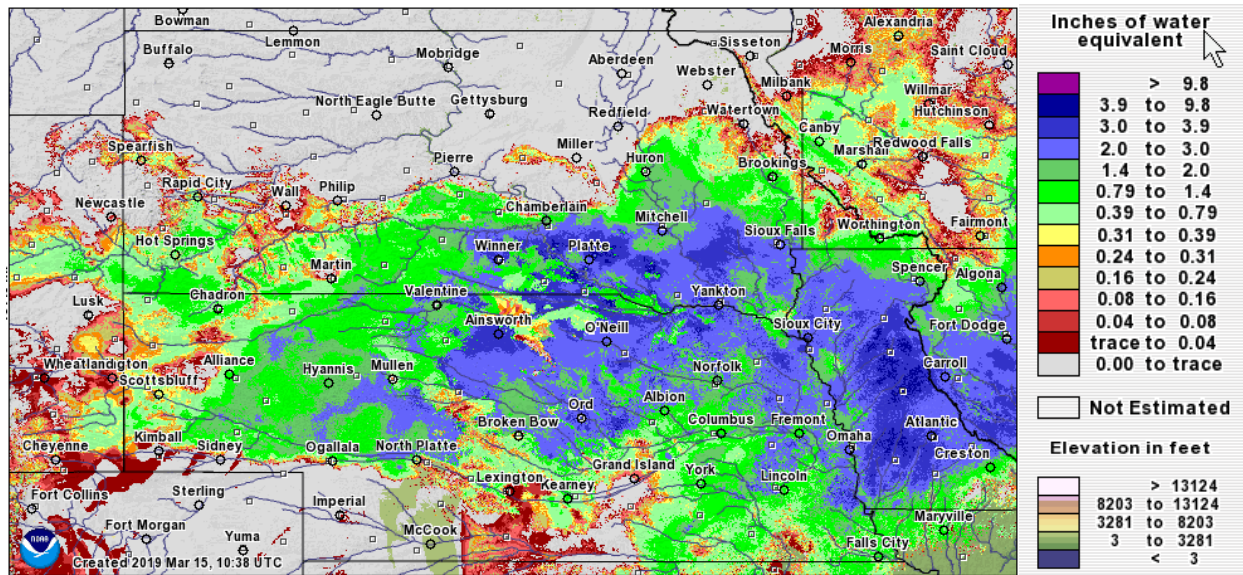 Bowman
Lemmon
Buffalo
Mobridge
Aberdeen
Sisseton
Alexandria
Morris
Saint Cloud
Webster
Milbank
North Eagle Butte
Gettysburg
Redfield
Watertown
Willmar
Hutchinson
Spearfish
Pierre
Miller
Huron
Canby
Marshall
Redwood Falls
Brookings
Rapid City
Wall
Philip
Newcastle
Chamberlain
Mitchell
Sioux Falls
Worthington
Fairmont
Hot Springs
Winner
Platte
Martin
Spencer
Algona
Lusk
Chadron
Valentine
Yankton
Ainsworth
O'Neill
Sioux City
Fort Dodge
Wheatland
Alliance
Hyannis
Mullen
Norfolk
Carroll
Scottsbluff
Ord
Albion
Broken Bow
Columbus
Fremont
Omaha
Atlantic
Cheyenne
Kimball
Sidney
Ogallala
North Platte
Creston
Lexington
Kearney
Grand Island
York
Lincoln
Fort Collins
Sterling
Imperial
Maryville
Fort Morgan
Yuma
McCook
Falls City
NOAA
Created 2019 Mar 15, 10:38 UTC
Inches of water
equivalent
> 9.8
3.9 to 9.8
3.0 to 3.9
2.0 to 3.0
1.4 to 2.0
0.79 to 1.4
0.39 to 0.79
0.31 to 0.39
0.24 to 0.31
0.16 to 0.24
0.08 to 0.16
0.04 to 0.08
trace to 0.04
0.00 to trace
Not Estimated
Elevation in feet
> 13124
8203 to 13124
3281 to 8203
3 to 3281
< 3